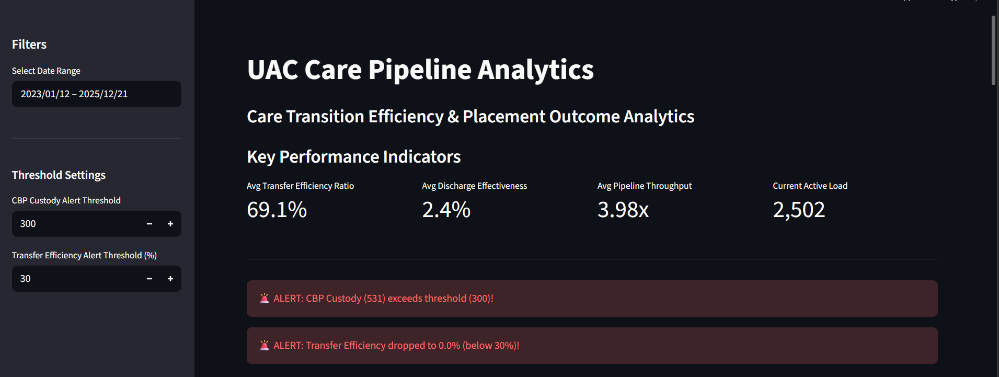 Filters
Select Date Range
2023/01/12 – 2025/12/21
Threshold Settings
CBP Custody Alert Threshold
300
Transfer Efficiency Alert Threshold (%)
30
UAC Care Pipeline Analytics
Care Transition Efficiency & Placement Outcome Analytics
Key Performance Indicators
Avg Transfer Efficiency Ratio
69.1%
Avg Discharge Effectiveness
2.4%
Avg Pipeline Throughput
3.98x
Current Active Load
2,502
🚨 ALERT: CBP Custody (531) exceeds threshold (300)!
🚨 ALERT: Transfer Efficiency dropped to 0.0% (below 30%)!